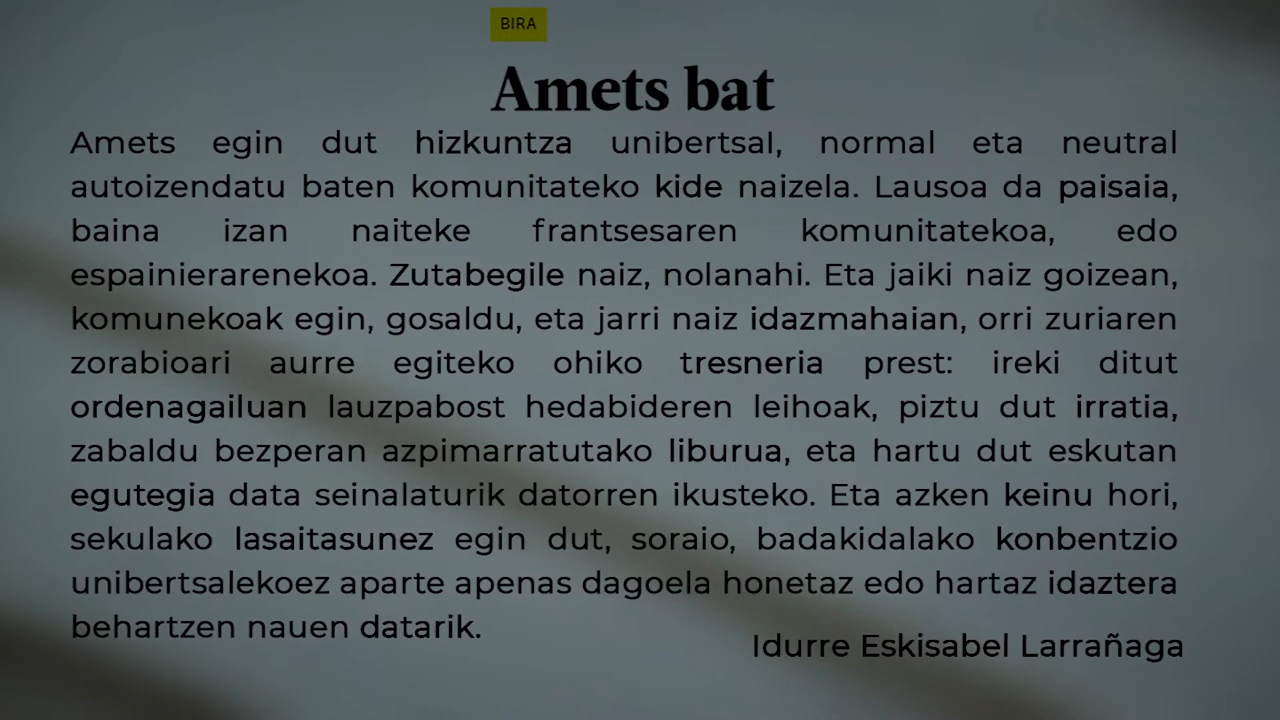 BIRA
Amets bat
Amets egin dut hizkuntza unibertsal, normal eta neutral
autoizendatu baten komunitateko kide naizela. Lausoa da paisaia,
baina izan naiteke frantsesaren komunitatekoa, edo
espainierarenekoa. Zutabegile naiz, nolanahi. Eta jaiki naiz goizean,
komunekoak egin, gosaldu, eta jarri naiz idazmahaian, orri zuriaren
zorabioari aurre egiteko ohiko tresneria prest: ireki ditut
ordenagailuan lauzpabost hedabideren leihoak, piztu dut irratia,
zabaldu bezperan azpimarratutako liburua, eta hartu dut eskutan
egutegia data seinalaturik datorren ikusteko. Eta azken keinu hori,
sekulako lasaitasunez egin dut, soraio, badakidalako konbentzio
unibertsalekoez aparte apenas dagoela honetaz edo hartaz idaztera
behartzen nauen datarik.
Idurre Eskisabel Larrañaga